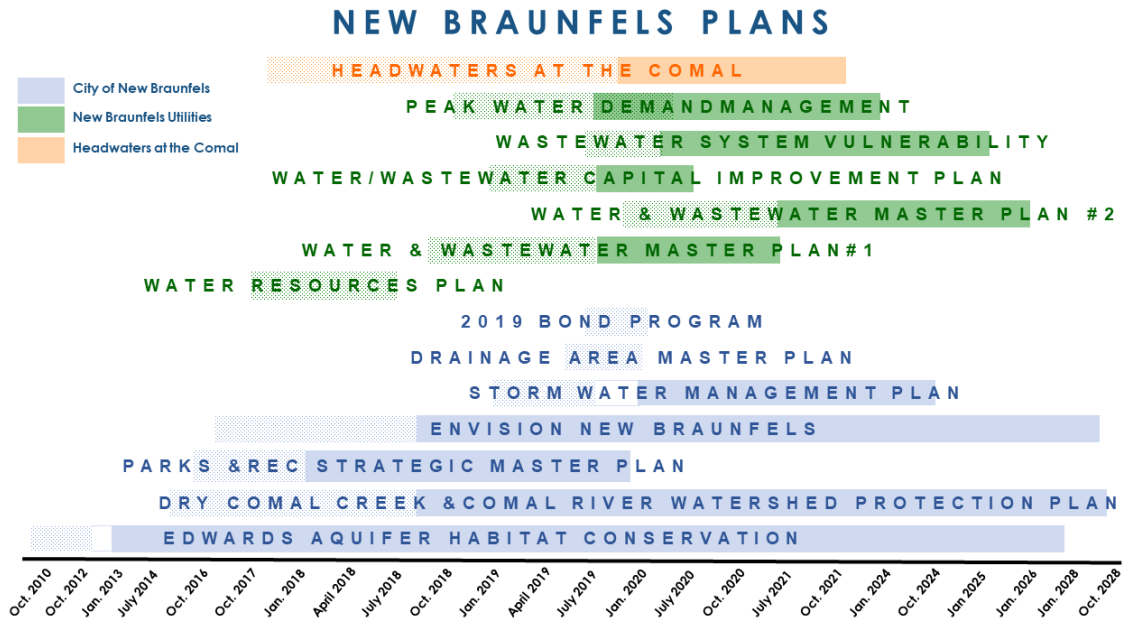 NEW BRAUNFELS PLANS
HEADWATERS AT THE COMAL
City of New Braunfels
PEAK WATER DEMANDMANAGEMENT
New Braunfels Utilities
WASTEWATER SYSTEM VULNERABILITY
Headwaters at the Comal
WATER/WASTEWATER CAPITAL IMPROVEMENT PLAN
WATER & WASTEWATER MASTER PLAN #2
WATER & WASTEWATER MASTER PLAN#1
WATER RESOURCES PLAN
2019 BOND PROGRAM
DRAINAGE AREA MASTER PLAN
STORM WATER MANAGEMENT PLAN
ENVISION NEW BRAUNFELS
PARKS &REC STRATEGIC MASTER PLAN
DRY COMAL CREEK &COMAL RIVER WATERSHED PROTECTION PLAN
EDWARDS AQUIFER HABITAT CONSERVATION
Oct. 2010
Oct. 2012
Jan. 2013
July 2014
Oct. 2016
Oct. 2017
Jan. 2018
April 2018
July 2018
Oct. 2018
Jan. 2019
April 2019
July 2019
Jan. 2020
July 2020
Oct. 2020
July 2021
Oct. 2021
Oct. 2024
Oct. 2024
Jan 2025
Jan. 2026
Jan. 2028
Oct. 2028